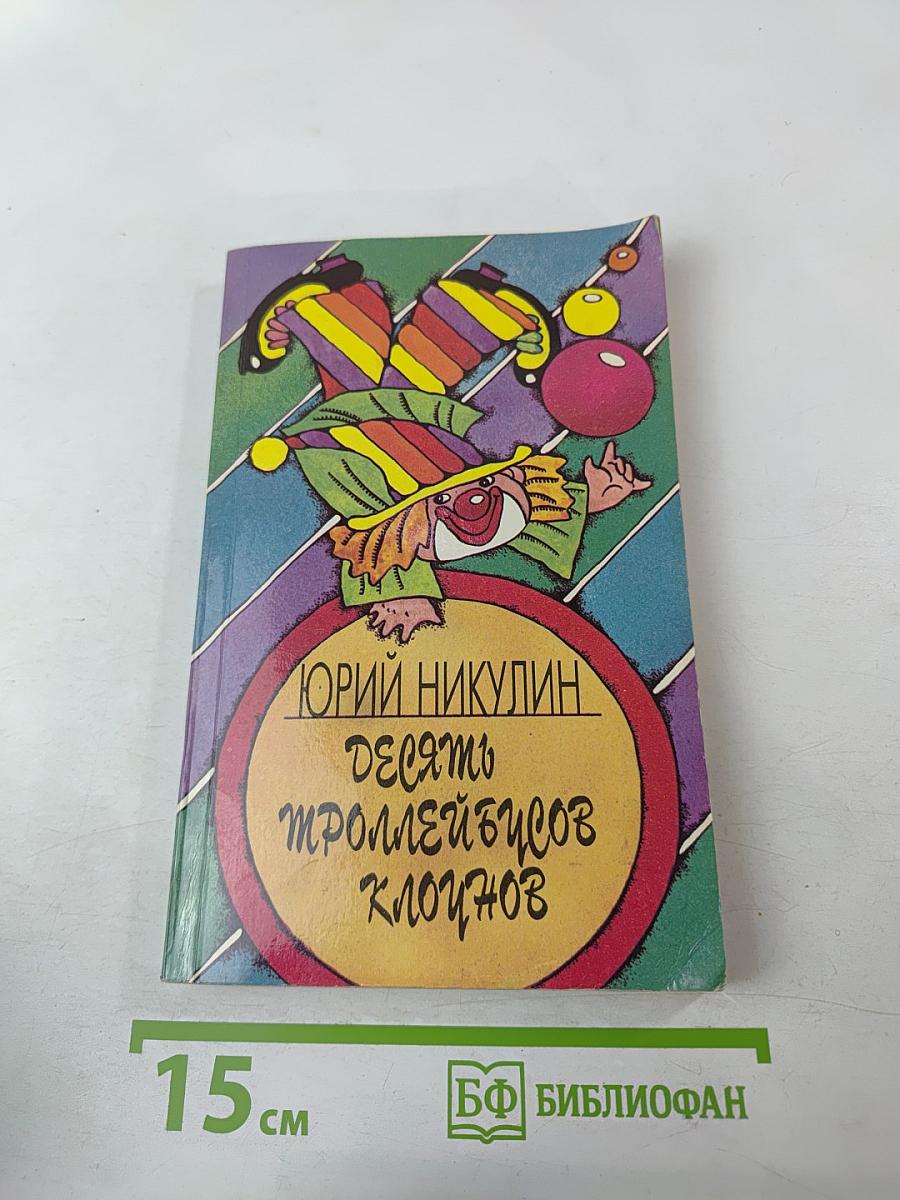 ЮРИЙ НИКУЛИН
ДЕСЯТЬ
ТРОЛЛЕЙБУСОВ
КЛОУНОВ
15 см
БФ БИБЛИОФАН